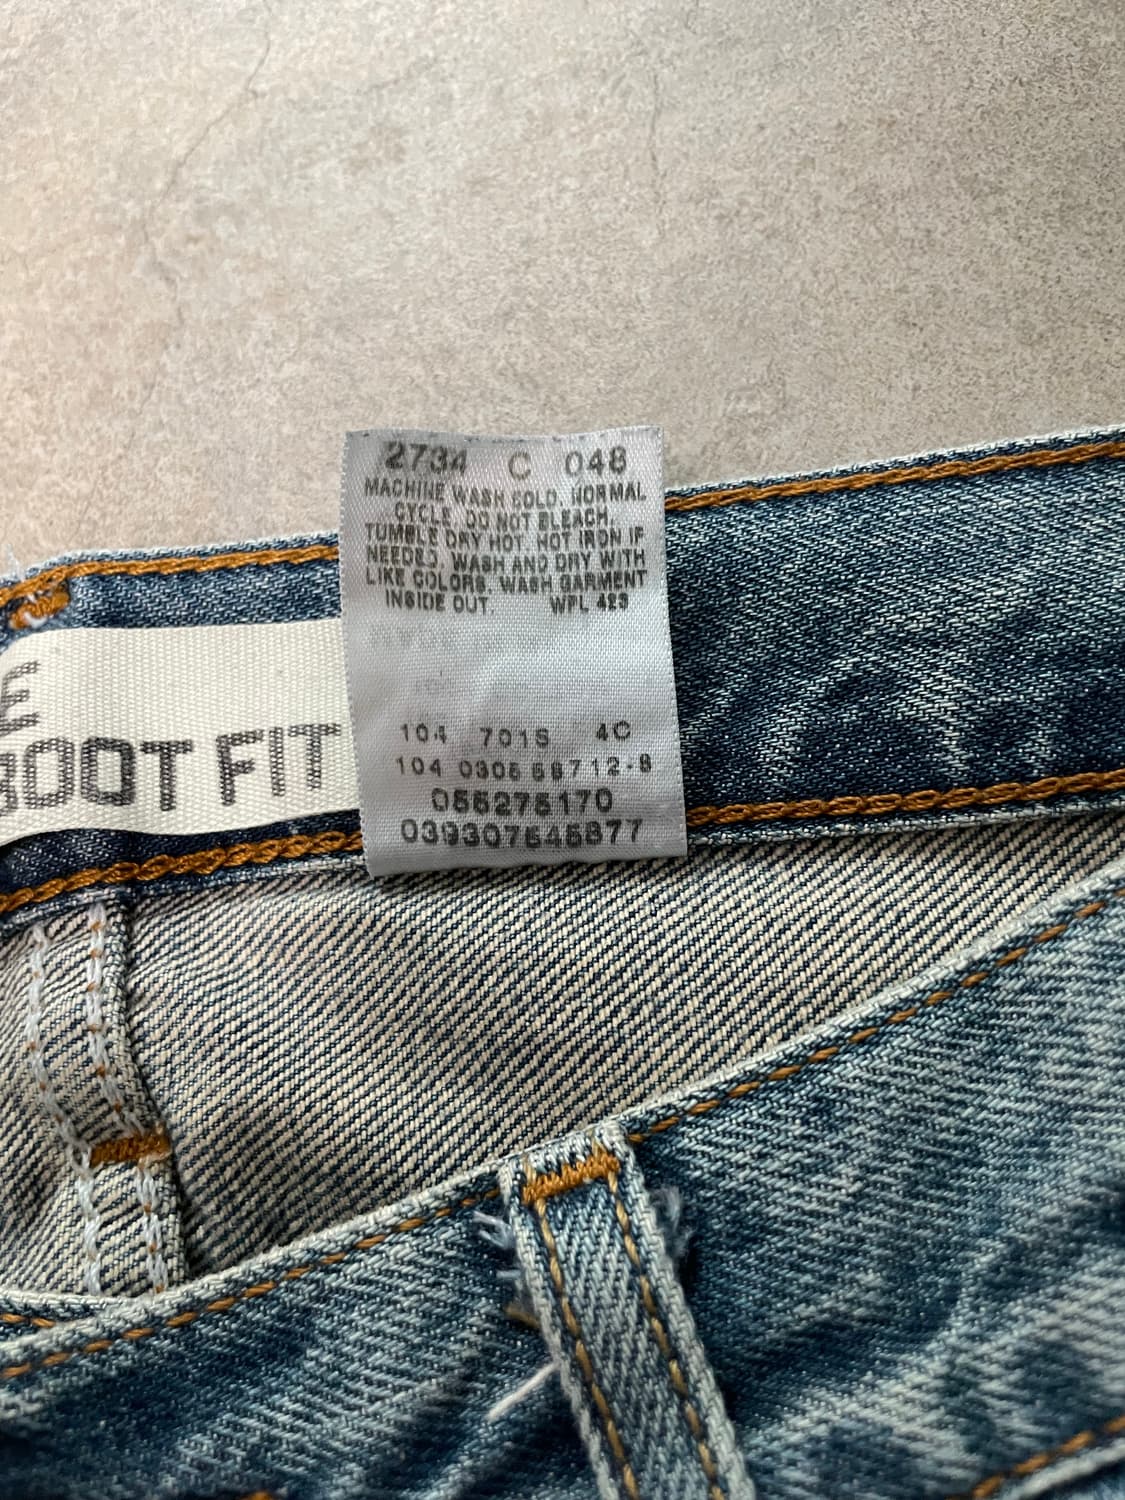 2734 C 048
MACHINE WASH COLD. NORMAL
CYCLE. DO NOT BLEACH.
TUMBLE DRY HOT. HOT IRON IF
NEEDED. WASH AND DRY WITH
LIKE COLORS. WASH GARMENT
INSIDE OUT. WPL 423
104 701S 4C
104 0305 58712-8
055275170
039307545877
E
BOOT FIT